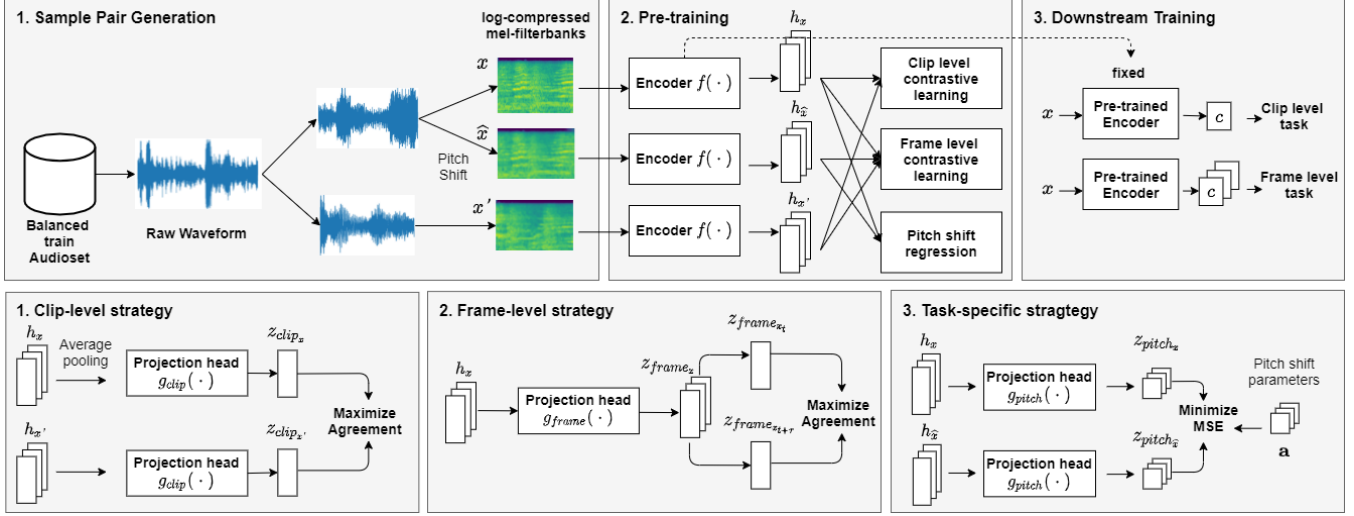 1. Sample Pair Generation
log-compressed
mel-filterbanks
x
x̂
Pitch
Shift
x'
Balanced
train
Audioset
Raw Waveform
2. Pre-training
h_x
Encoder f(·)
h_x̂
Encoder f(·)
h_x'
Encoder f(·)
Clip level
contrastive
learning
Frame level
contrastive
learning
Pitch shift
regression
3. Downstream Training
fixed
x
Pre-trained
Encoder
c
Clip level
task
x
Pre-trained
Encoder
c
Frame level
task
1. Clip-level strategy
h_x
Average
pooling
Projection head
g_clip(·)
z_clip_x
h_x'
Projection head
g_clip(·)
z_clip_x'
Maximize
Agreement
2. Frame-level strategy
h_x
Projection head
g_frame(·)
z_frame_x
z_frame_x_t
z_frame_x_t+τ
Maximize
Agreement
3. Task-specific stragtegy
h_x
Projection head
g_pitch(·)
z_pitch_x
h_x̂
Projection head
g_pitch(·)
z_pitch_x̂
Minimize
MSE
Pitch shift
parameters
a